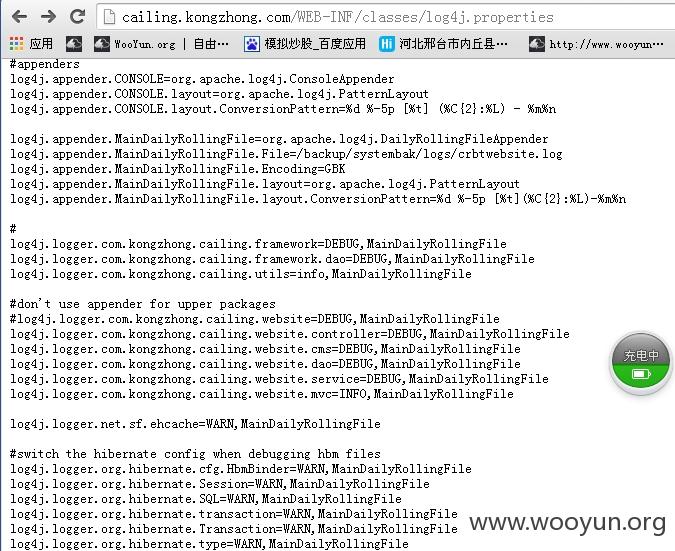 cailing.kongzhong.com/WEB-INF/classes/log4j.properties
应用 WooYun.org | 自由… 模拟炒股_百度应用 Hi 河北邢台市内丘县… http://www.wooyun…
#appenders
log4j.appender.CONSOLE=org.apache.log4j.ConsoleAppender
log4j.appender.CONSOLE.layout=org.apache.log4j.PatternLayout
log4j.appender.CONSOLE.layout.ConversionPattern=%d %-5p [%t] (%C{2}:%L) - %m%n
log4j.appender.MainDailyRollingFile=org.apache.log4j.DailyRollingFileAppender
log4j.appender.MainDailyRollingFile.File=/backup/systembak/logs/crbtwebsite.log
log4j.appender.MainDailyRollingFile.Encoding=GBK
log4j.appender.MainDailyRollingFile.layout=org.apache.log4j.PatternLayout
log4j.appender.MainDailyRollingFile.layout.ConversionPattern=%d %-5p [%t](%C{2}:%L)-%m%n
#
log4j.logger.com.kongzhong.cailing.framework=DEBUG,MainDailyRollingFile
log4j.logger.com.kongzhong.cailing.framework.dao=DEBUG,MainDailyRollingFile
log4j.logger.com.kongzhong.cailing.utils=info,MainDailyRollingFile
#don't use appender for upper packages
#log4j.logger.com.kongzhong.cailing.website=DEBUG,MainDailyRollingFile
log4j.logger.com.kongzhong.cailing.website.controller=DEBUG,MainDailyRollingFile
log4j.logger.com.kongzhong.cailing.website.cms=DEBUG,MainDailyRollingFile
log4j.logger.com.kongzhong.cailing.website.dao=DEBUG,MainDailyRollingFile
log4j.logger.com.kongzhong.cailing.website.service=DEBUG,MainDailyRollingFile
log4j.logger.com.kongzhong.cailing.website.mvc=INFO,MainDailyRollingFile
充电中
log4j.logger.net.sf.ehcache=WARN,MainDailyRollingFile
#switch the hibernate config when debugging hbm files
log4j.logger.org.hibernate.cfg.HbmBinder=WARN,MainDailyRollingFile
log4j.logger.org.hibernate.Session=WARN,MainDailyRollingFile
log4j.logger.org.hibernate.SQL=WARN,MainDailyRollingFile
log4j.logger.org.hibernate.transaction=WARN,MainDailyRollingFile
log4j.logger.org.hibernate.Transaction=WARN,MainDailyRollingFile
log4j.logger.org.hibernate.type=WARN,MainDailyRollingFile
www.wooyun.org